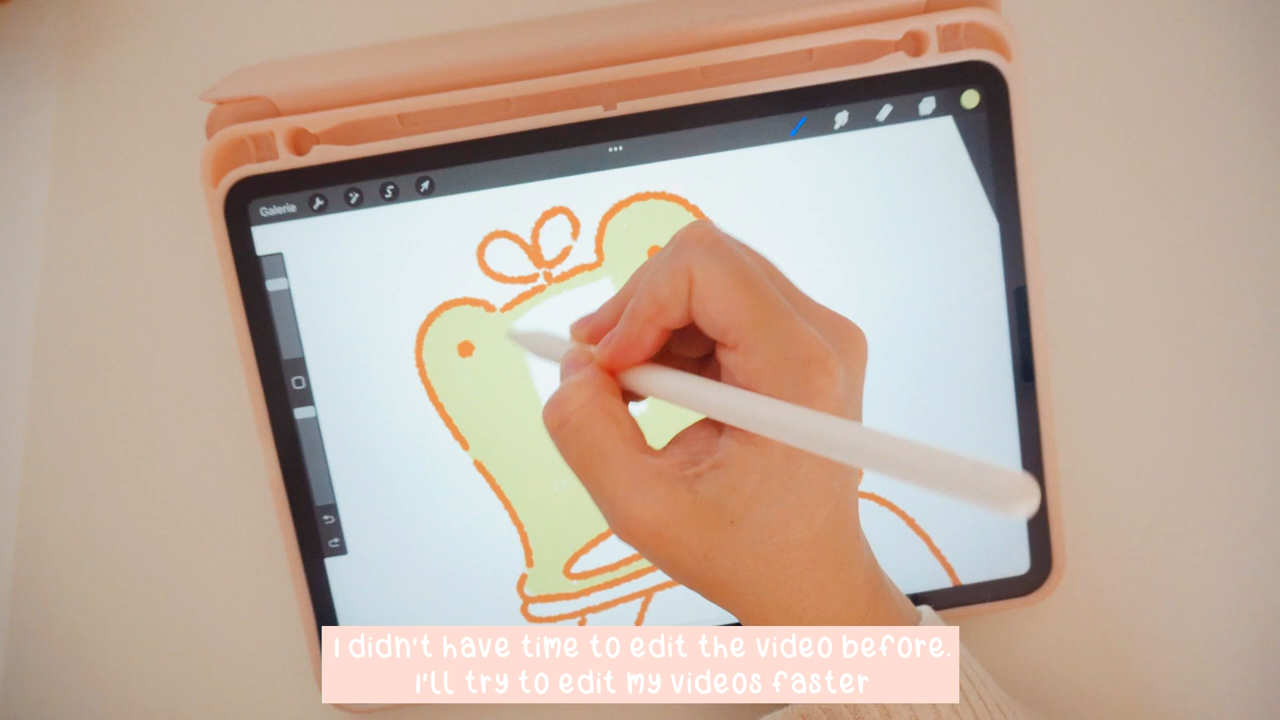 Galerie
I didn't have time to edit the video before.
I'll try to edit my videos faster